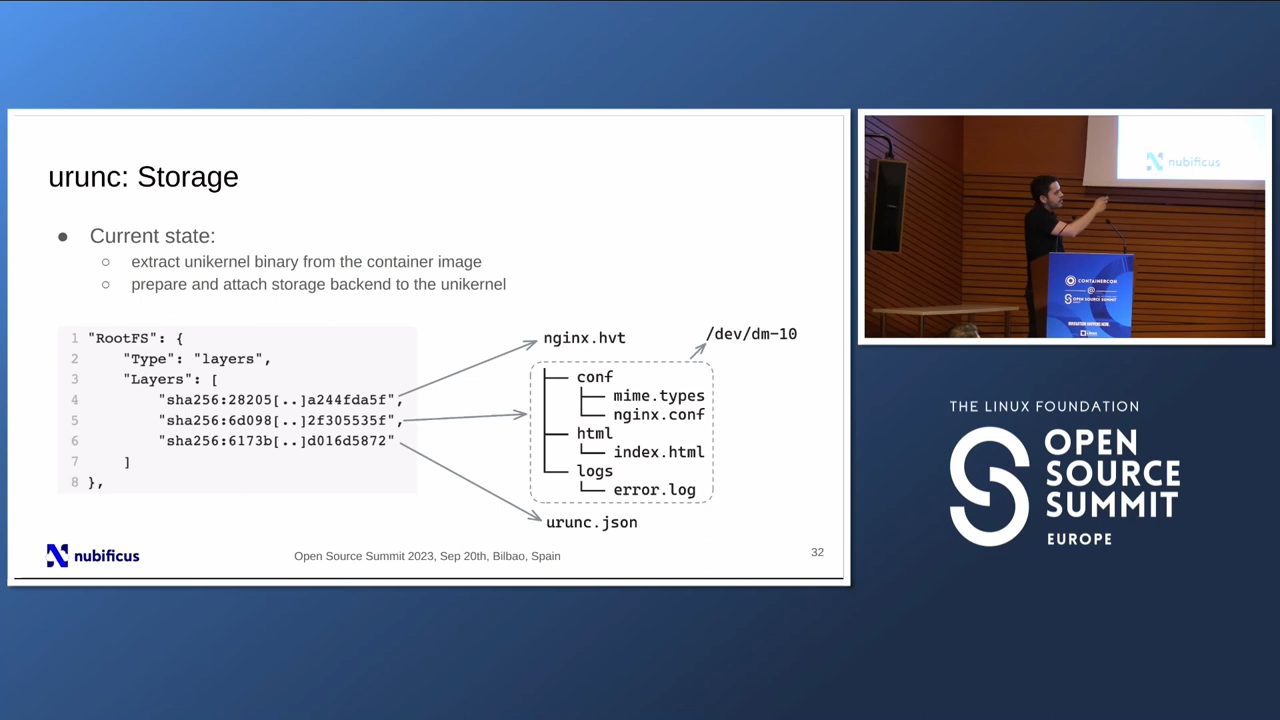 urunc: Storage
● Current state:
○ extract unikernel binary from the container image
○ prepare and attach storage backend to the unikernel
1 "RootFS": {
2 "Type": "layers",
3 "Layers": [
4 "sha256:28205[..]a244fda5f",
5 "sha256:6d098[..]2f305535f",
6 "sha256:6173b[..]d016d5872"
7 ]
8 },
nginx.hvt
/dev/dm-10
conf
mime.types
nginx.conf
html
index.html
logs
error.log
urunc.json
nubificus
Open Source Summit 2023, Sep 20th, Bilbao, Spain
32
nubificus
CONTAINERCON
@
OPEN SOURCE SUMMIT
THE LINUX FOUNDATION
OPEN
SOURCE
SUMMIT
EUROPE